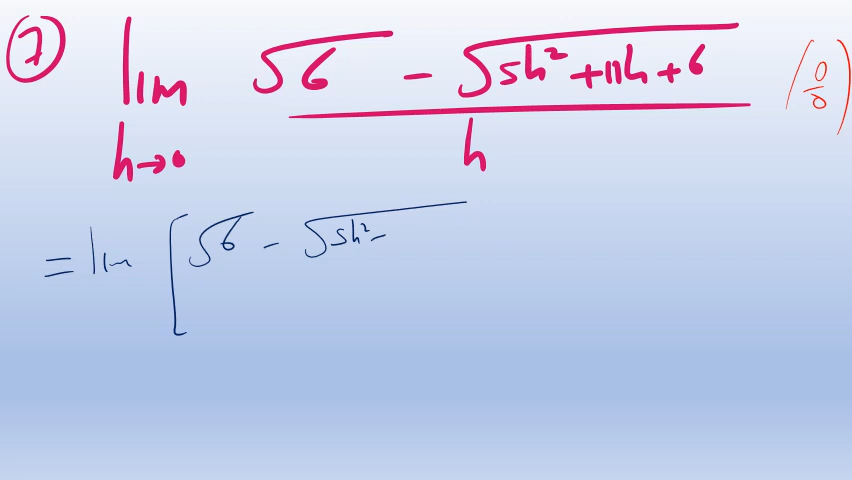 7 lim h→0 √6 - √5h² + 11h + 6 / h (0/0)
= lim [ √6 - √5h² -